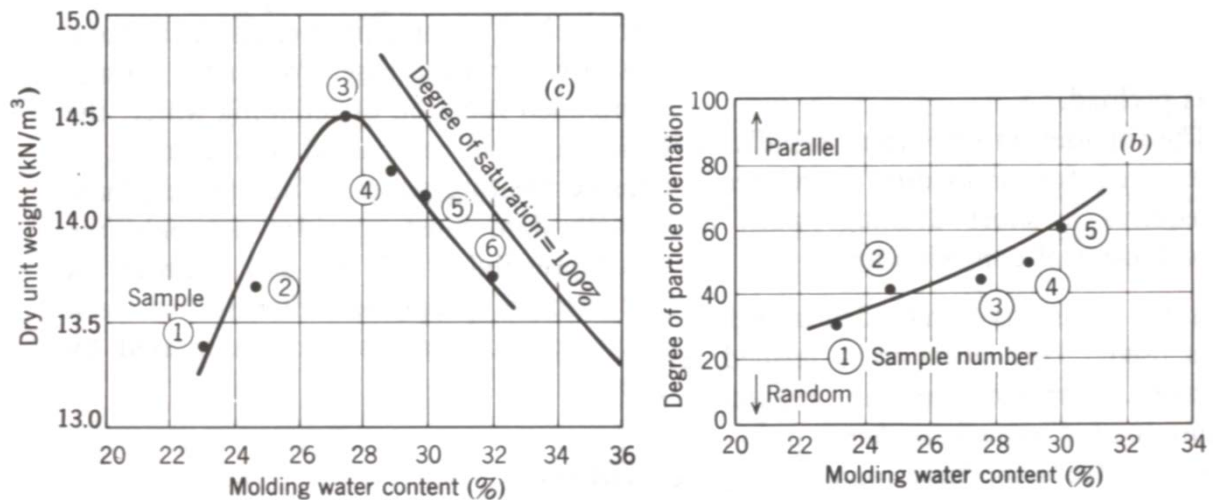 15.0
14.5
14.0
13.5
13.0
Dry unit weight (kN/m³)
(c)
Degree of saturation = 100%
3
4
5
6
2
Sample
1
20 22 24 26 28 30 32 34 36
Molding water content (%)
100
80
60
40
20
0
Degree of particle orientation
Parallel
(b)
2
5
4
3
1 Sample number
Random
20 22 24 26 28 30 32 34
Molding water content (%)